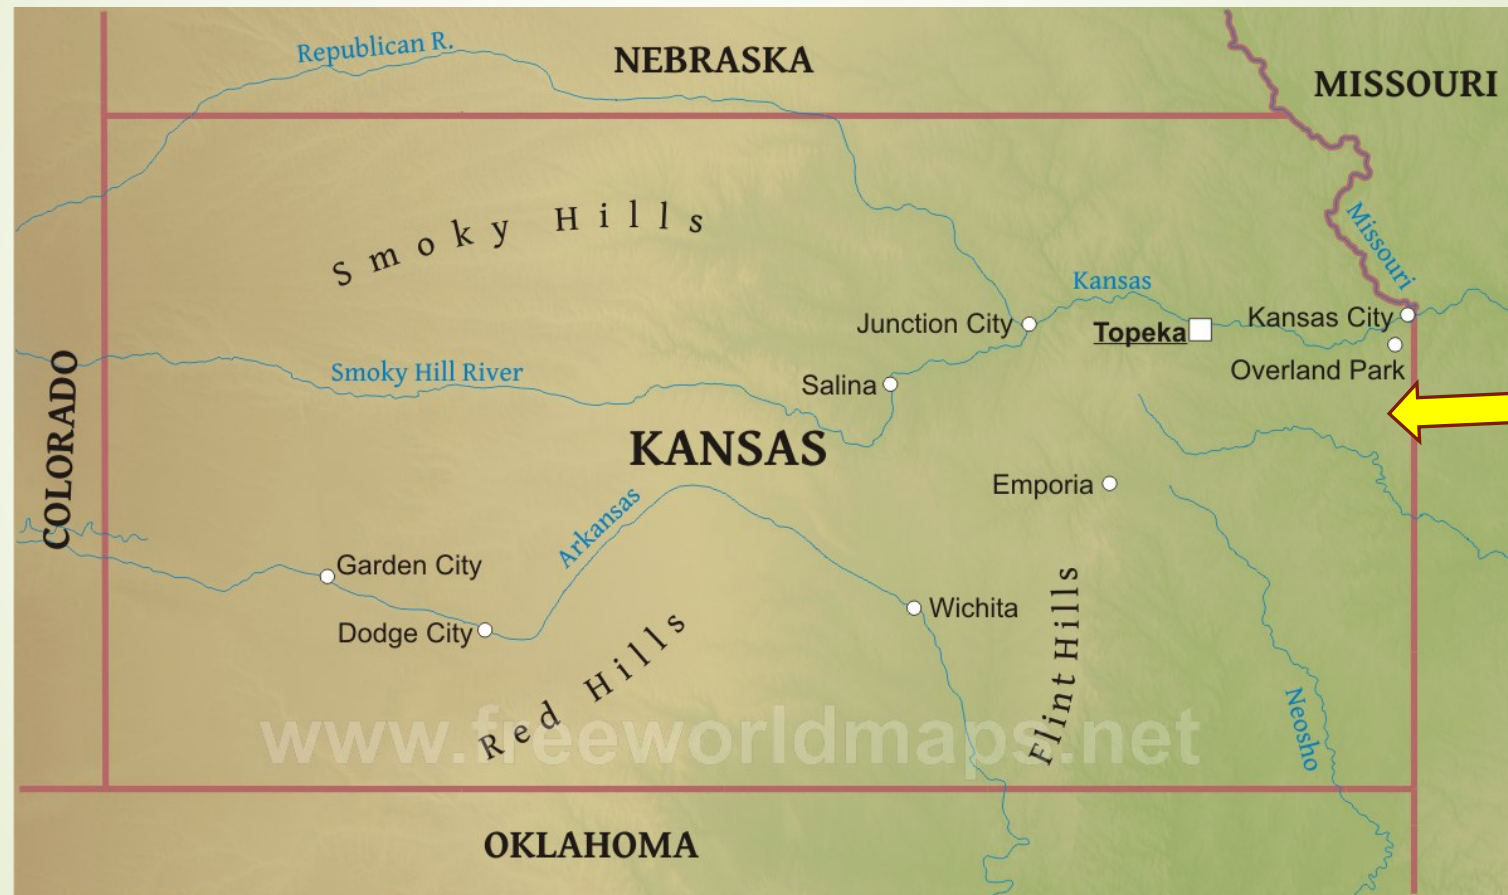 Republican R.
NEBRASKA
MISSOURI
Smoky Hills
Missouri
Kansas
Junction City
Topeka
Kansas City
Overland Park
COLORADO
Smoky Hill River
Salina
KANSAS
Emporia
Arkansas
Garden City
Dodge City
Wichita
Flint Hills
Red Hills
Neosho
www.freeworldmaps.net
OKLAHOMA